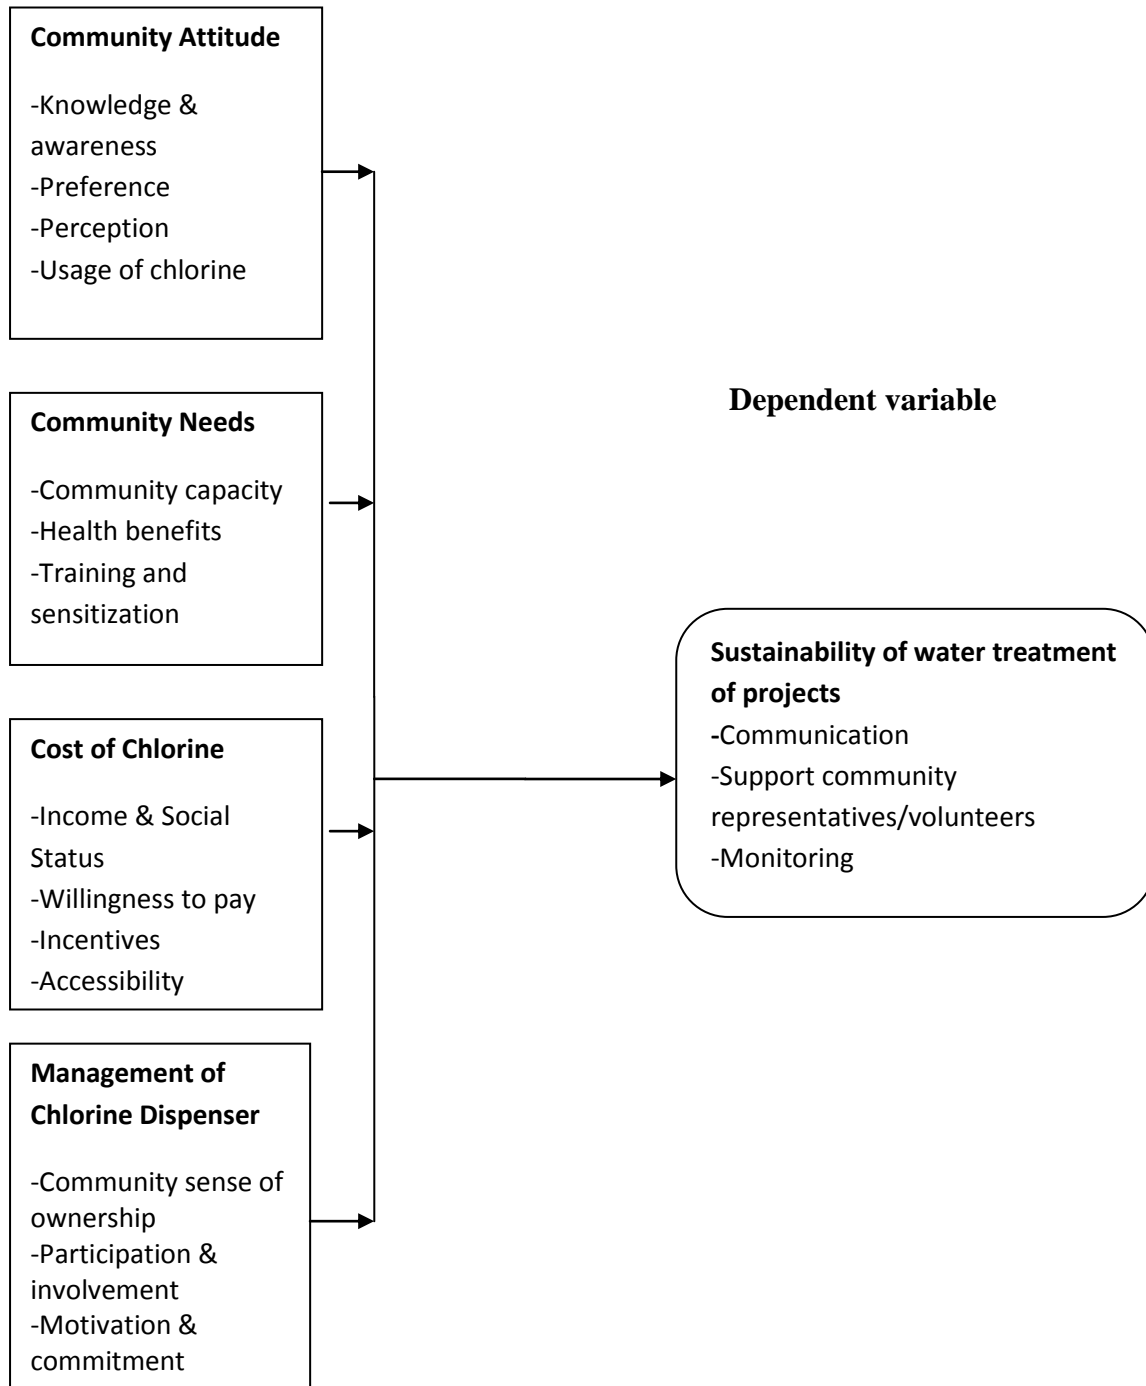 Community Attitude
-Knowledge &
awareness
-Preference
-Perception
-Usage of chlorine
Community Needs
-Community capacity
-Health benefits
-Training and
sensitization
Cost of Chlorine
-Income & Social
Status
-Willingness to pay
-Incentives
-Accessibility
Management of
Chlorine Dispenser
-Community sense of
ownership
-Participation &
involvement
-Motivation &
commitment
Dependent variable
Sustainability of water treatment
of projects
-Communication
-Support community
representatives/volunteers
-Monitoring